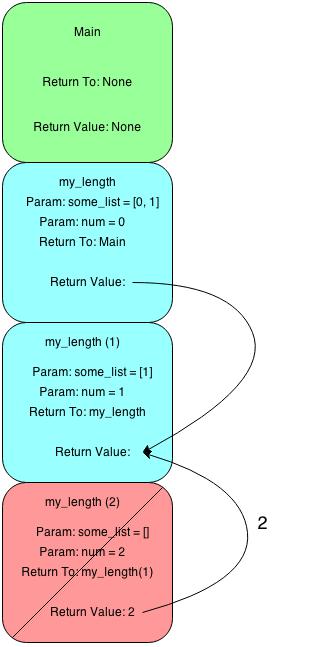 Main
Return To: None
Return Value: None
my_length
Param: some_list = [0, 1]
Param: num = 0
Return To: Main
Return Value:
my_length (1)
Param: some_list = [1]
Param: num = 1
Return To: my_length
Return Value:
my_length (2)
Param: some_list = []
2
Param: num = 2
Return To: my_length(1)
Return Value: 2